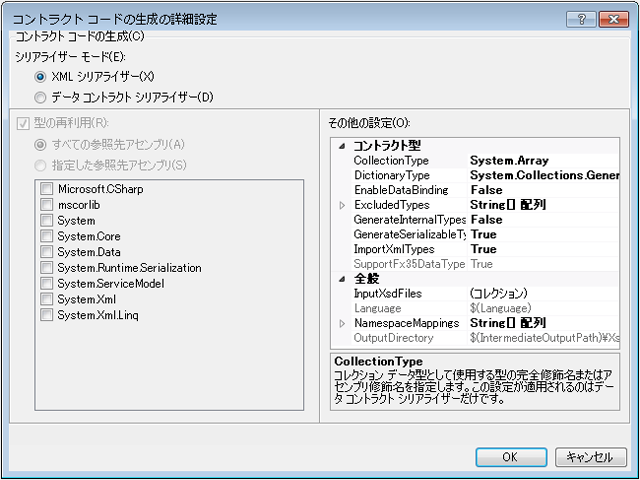 コントラクト コードの生成の詳細設定
コントラクト コードの生成(C)
シリアライザー モード(E):
XML シリアライザー(X)
データ コントラクト シリアライザー(D)
型の再利用(R):
すべての参照先アセンブリ(A)
指定した参照先アセンブリ(S)
Microsoft.CSharp
mscorlib
System
System.Core
System.Data
System.RuntimeSerialization
System.ServiceModel
System.Xml
System.Xml.Linq
その他の設定(O):
コントラクト型
CollectionType System.Array
DictionaryType System.Collections.Gener
EnableDataBinding False
ExcludedTypes String[] 配列
GenerateInternalTypes False
GenerateSerializableTy True
ImportXmlTypes True
SupportFx35DataType True
全般
InputXsdFiles (コレクション)
Language $(Language)
NamespaceMappings String[] 配列
OutputDirectory $(IntermediateOutputPath)¥Xs
CollectionType
コレクション データ型として使用する型の完全修飾名またはア
センブリ修飾名を指定します。この設定が適用されるのはデー
タ コントラクト シリアライザーだけです。
OK
キャンセル